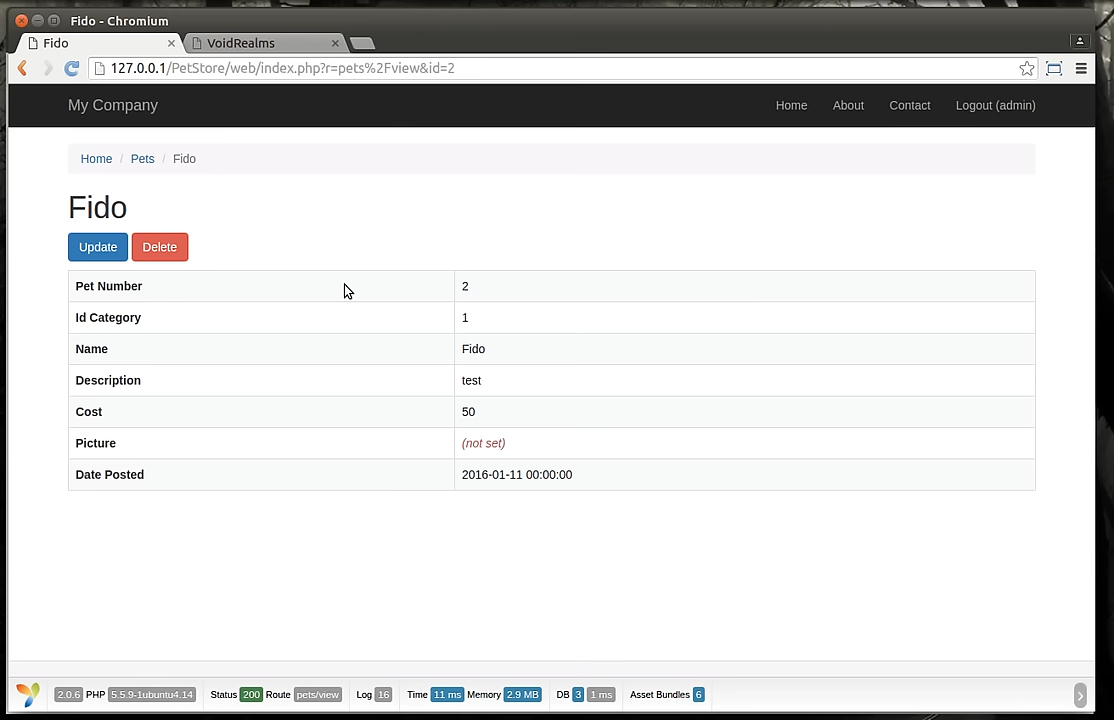 Fido - Chromium
Fido VoidRealms
127.0.0.1/PetStore/web/index.php?r=pets%2Fview&id=2
My Company Home About Contact Logout (admin)
Home / Pets / Fido
Fido
Update Delete
Pet Number 2
Id Category 1
Name Fido
Description test
Cost 50
Picture (not set)
Date Posted 2016-01-11 00:00:00
2.0.6 PHP 5.5.9-1ubuntu4.14 Status 200 Route pets/view Log 16 Time 11 ms Memory 2.9 MB DB 3 1 ms Asset Bundles 6